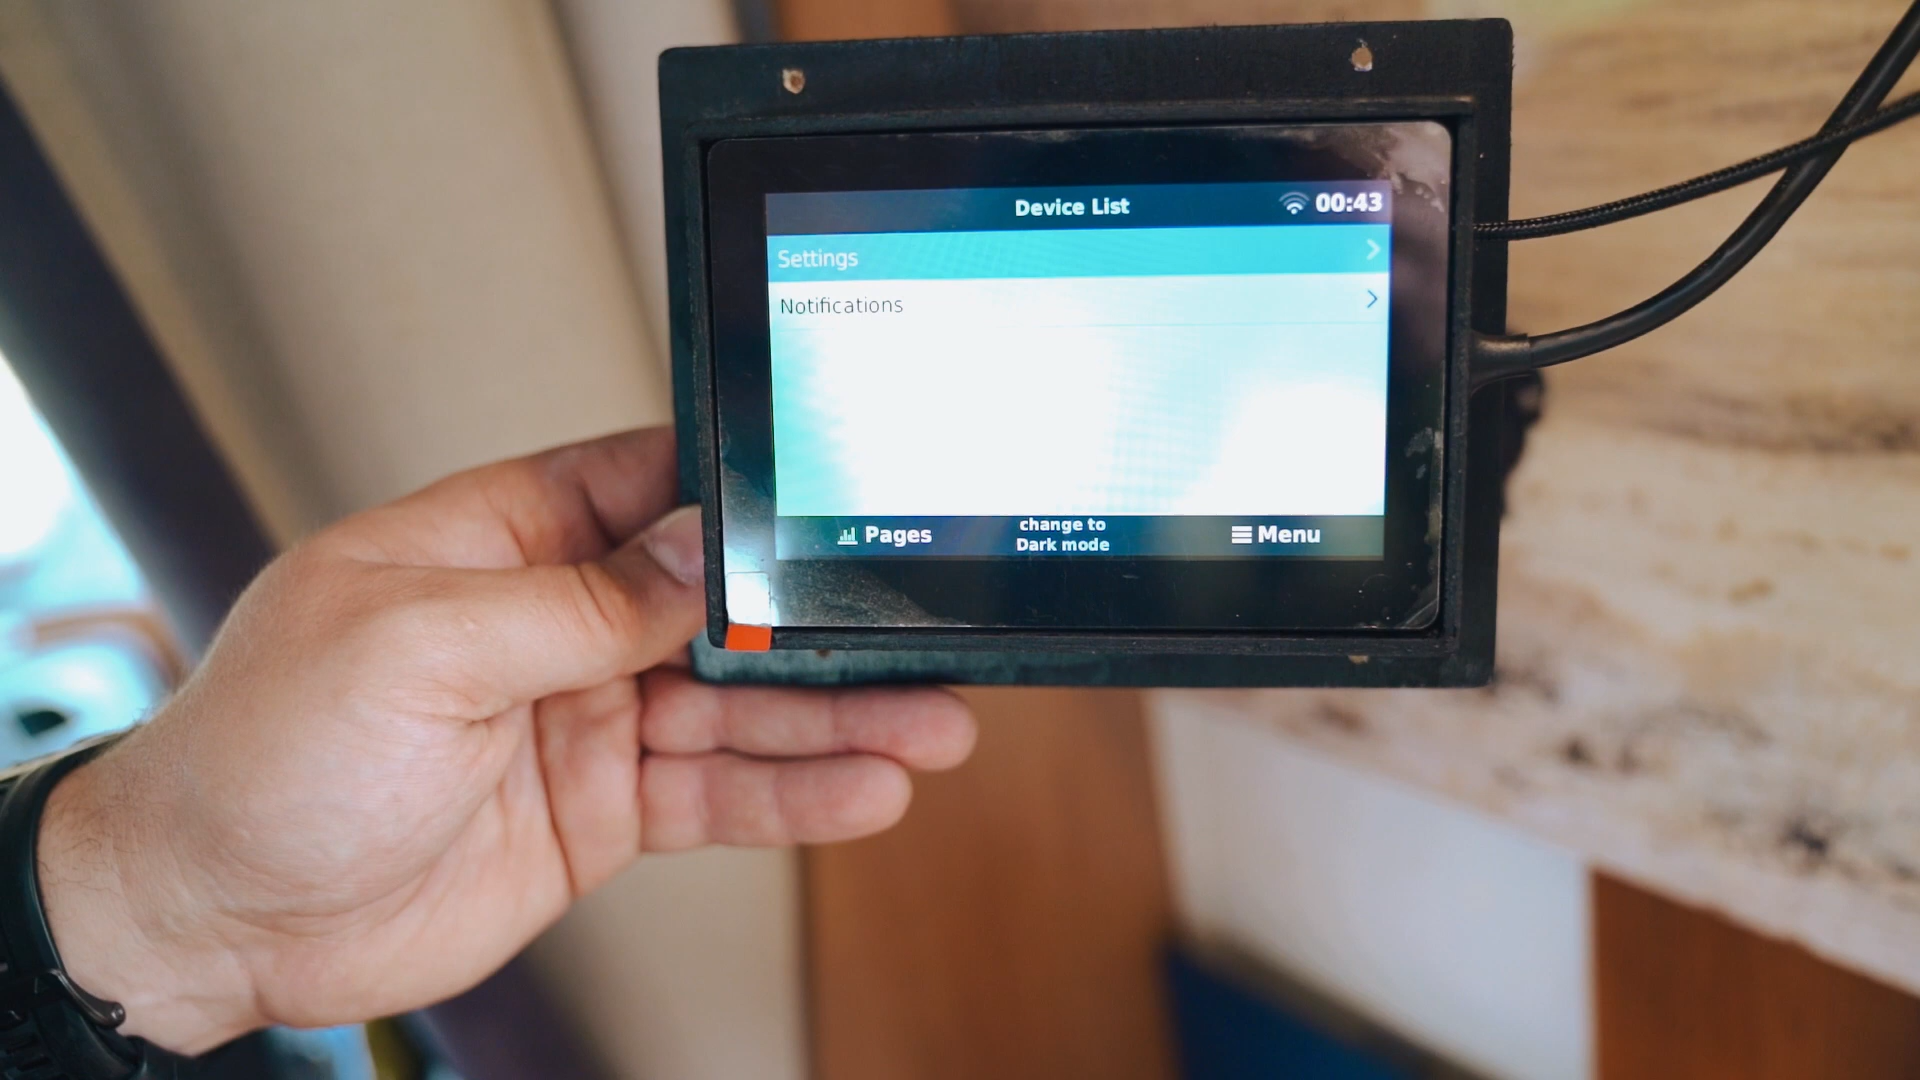 Device List
00:43
Settings
Notifications
Pages
change to
Dark mode
Menu